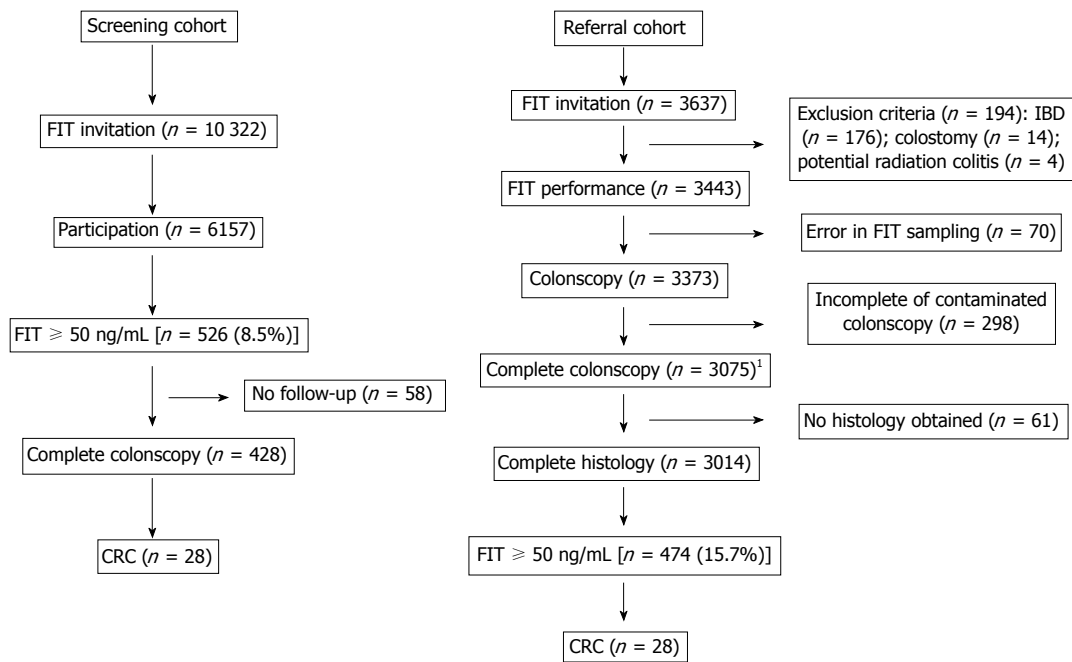 Screening cohort
FIT invitation (n = 10 322)
Participation (n = 6157)
FIT ⩾ 50 ng/mL [n = 526 (8.5%)]
No follow-up (n = 58)
Complete colonscopy (n = 428)
CRC (n = 28)
Referral cohort
FIT invitation (n = 3637)
Exclusion criteria (n = 194): IBD
(n = 176); colostomy (n = 14);
potential radiation colitis (n = 4)
FIT performance (n = 3443)
Error in FIT sampling (n = 70)
Colonscopy (n = 3373)
Incomplete of contaminated
colonscopy (n = 298)
Complete colonscopy (n = 3075)¹
No histology obtained (n = 61)
Complete histology (n = 3014)
FIT ⩾ 50 ng/mL [n = 474 (15.7%)]
CRC (n = 28)